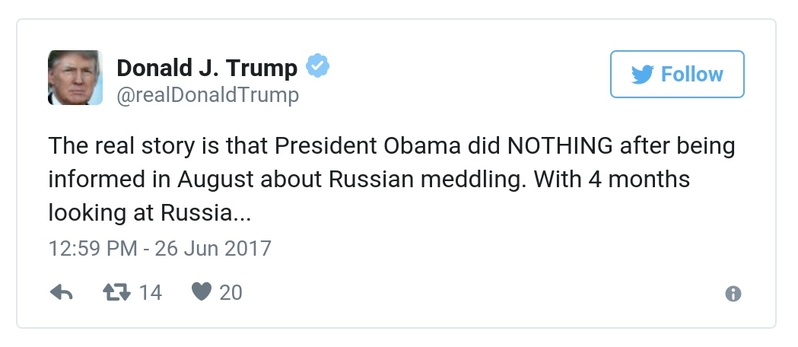 Donald J. Trump
@realDonaldTrump
Follow
The real story is that President Obama did NOTHING after being
informed in August about Russian meddling. With 4 months
looking at Russia...
12:59 PM - 26 Jun 2017
14 20